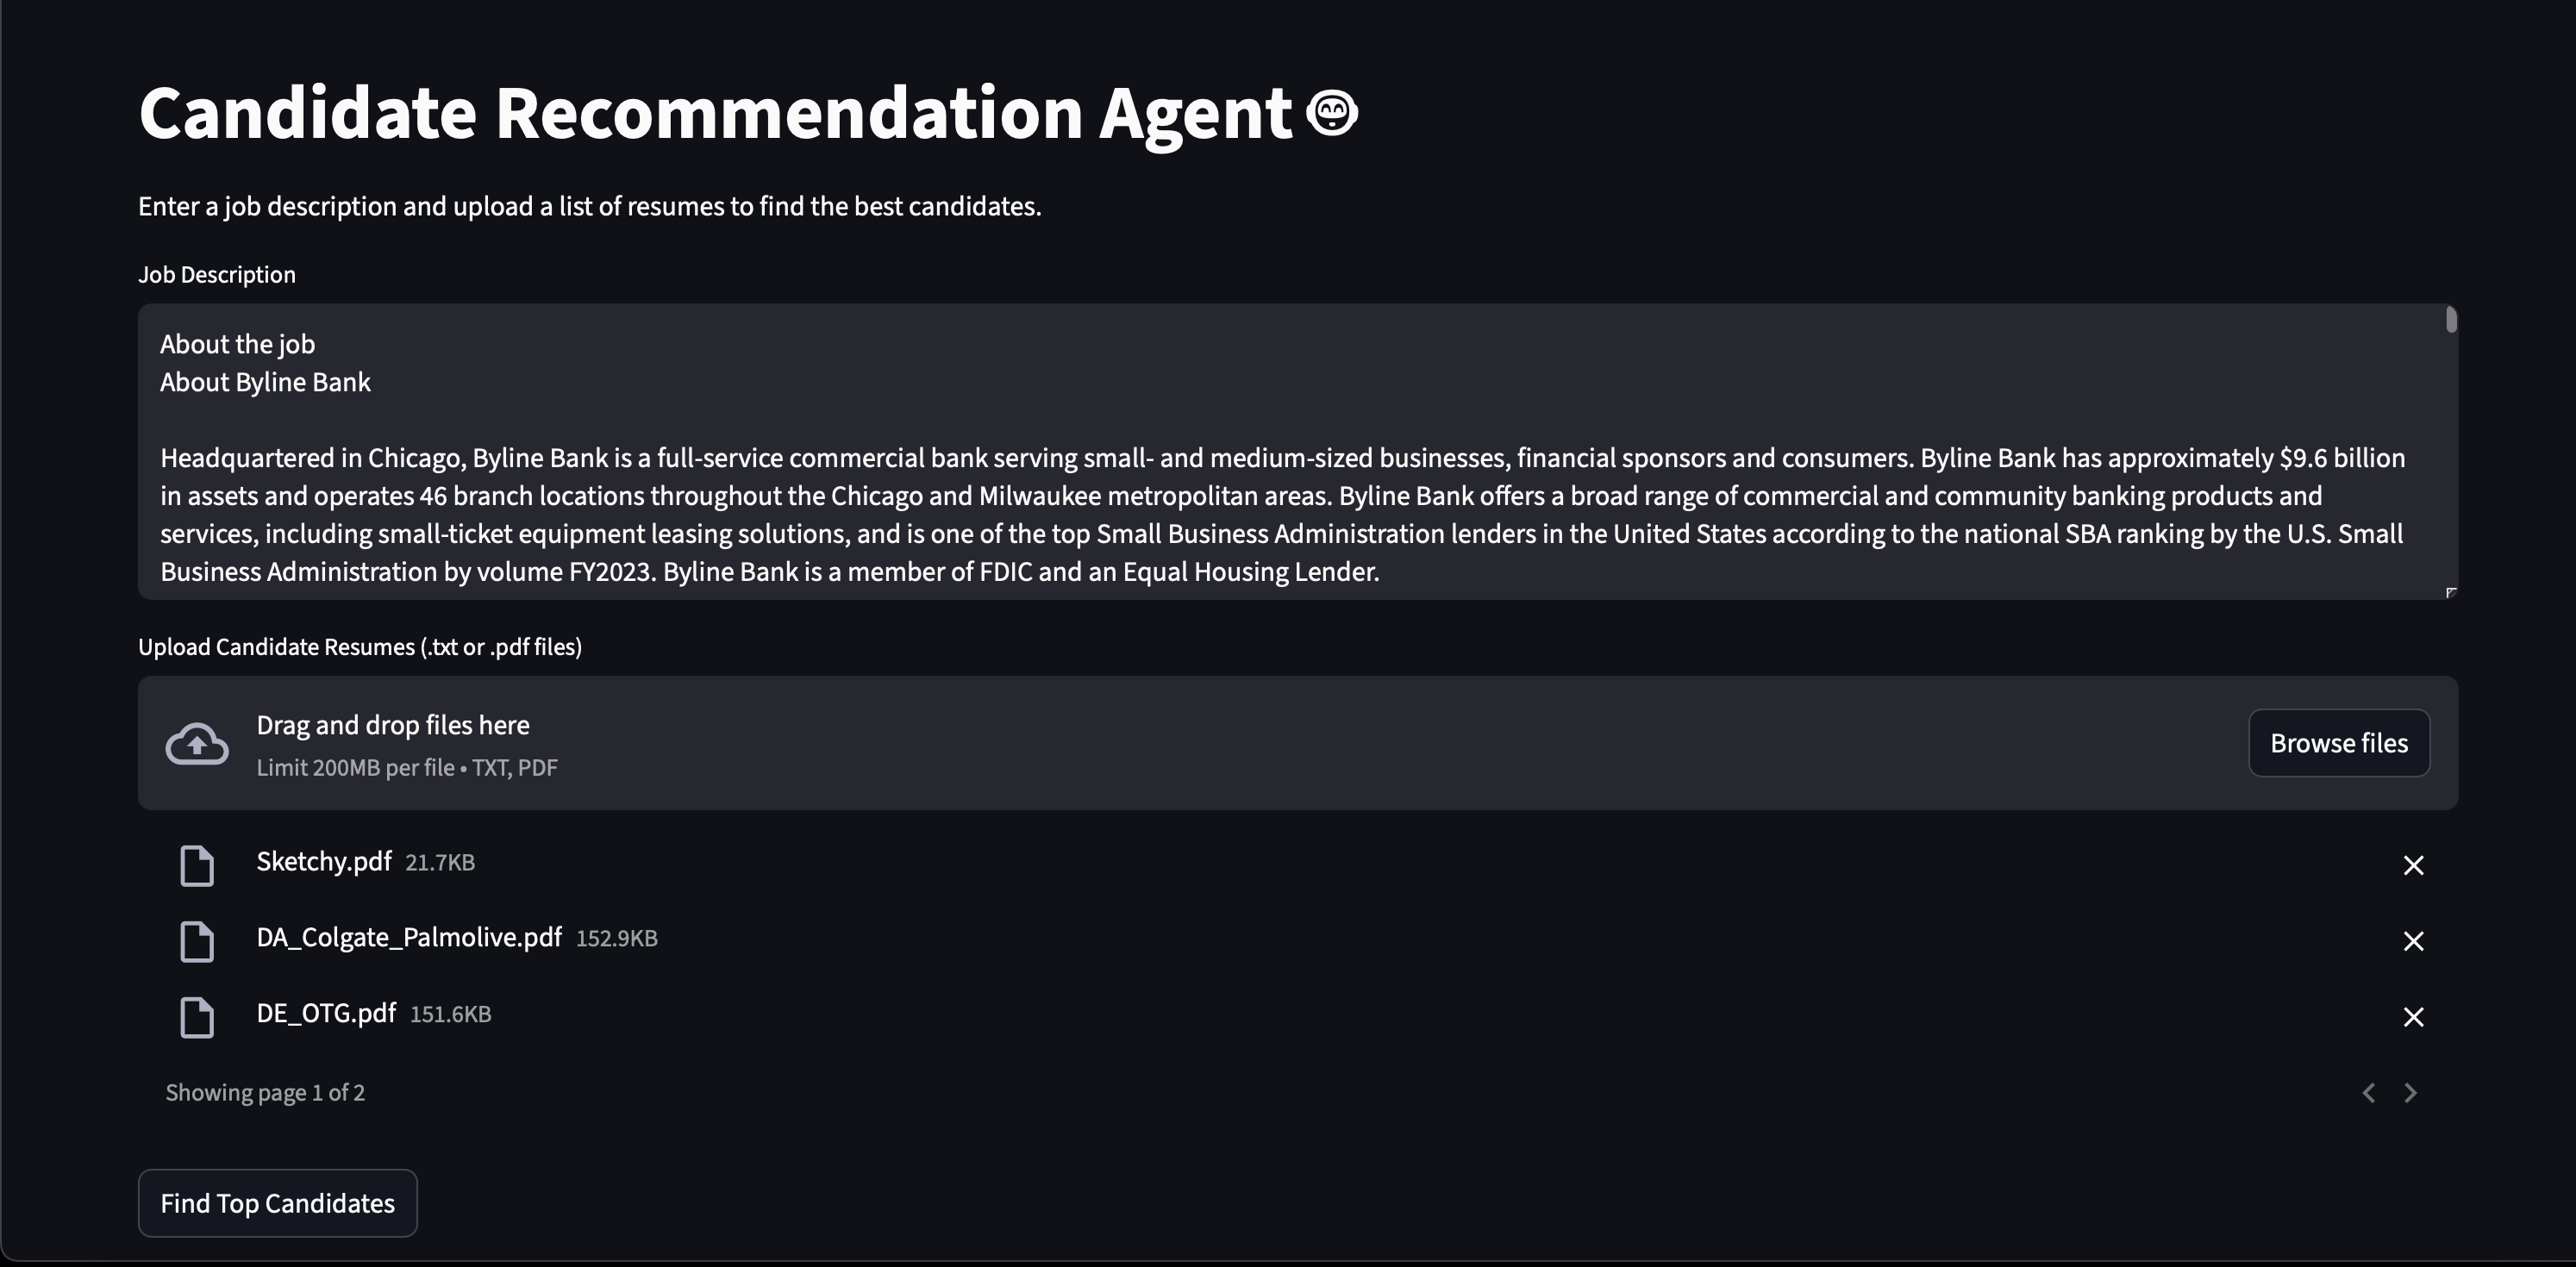 Candidate Recommendation Agent
Enter a job description and upload a list of resumes to find the best candidates.
Job Description
About the job
About Byline Bank
Headquartered in Chicago, Byline Bank is a full-service commercial bank serving small- and medium-sized businesses, financial sponsors and consumers. Byline Bank has approximately $9.6 billion
in assets and operates 46 branch locations throughout the Chicago and Milwaukee metropolitan areas. Byline Bank offers a broad range of commercial and community banking products and
services, including small-ticket equipment leasing solutions, and is one of the top Small Business Administration lenders in the United States according to the national SBA ranking by the U.S. Small
Business Administration by volume FY2023. Byline Bank is a member of FDIC and an Equal Housing Lender.
Upload Candidate Resumes (.txt or .pdf files)
Drag and drop files here
Limit 200MB per file • TXT, PDF
Browse files
Sketchy.pdf 21.7KB
DA_Colgate_Palmolive.pdf 152.9KB
DE_OTG.pdf 151.6KB
Showing page 1 of 2
Find Top Candidates